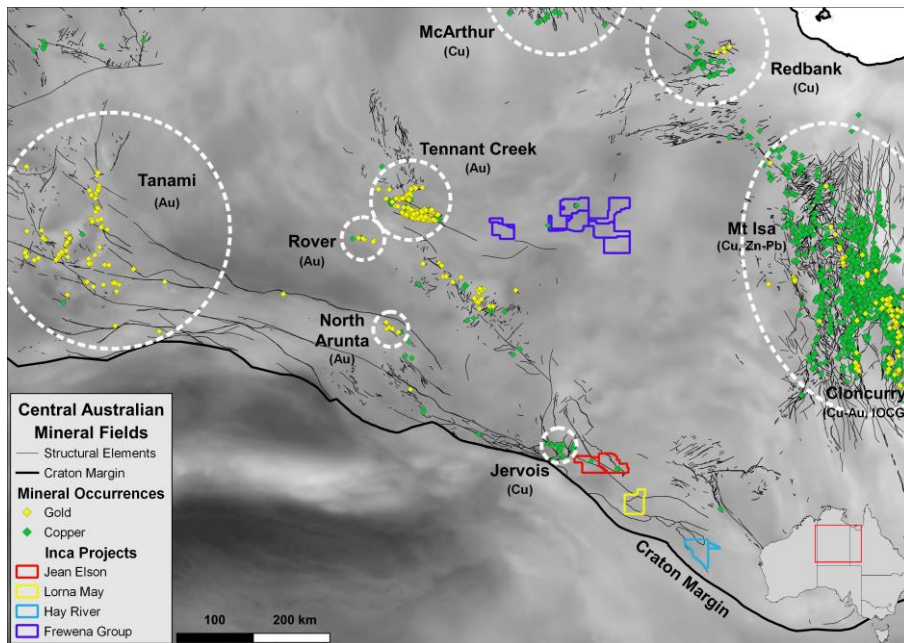 McArthur
(Cu)
Redbank
(Cu)
Tennant Creek
(Au)
Tanami
(Au)
Rover
(Au)
Mt Isa
(Cu, Zn-Pb)
North
Arunta
(Au)
Cloncurry
(Cu-Au, IOCG
Jervois
(Cu)
Craton Margin
Central Australian
Mineral Fields
Structural Elements
Craton Margin
Mineral Occurrences
Gold
Copper
Inca Projects
Jean Elson
Lorna May
Hay River
Frewena Group
100
200 km